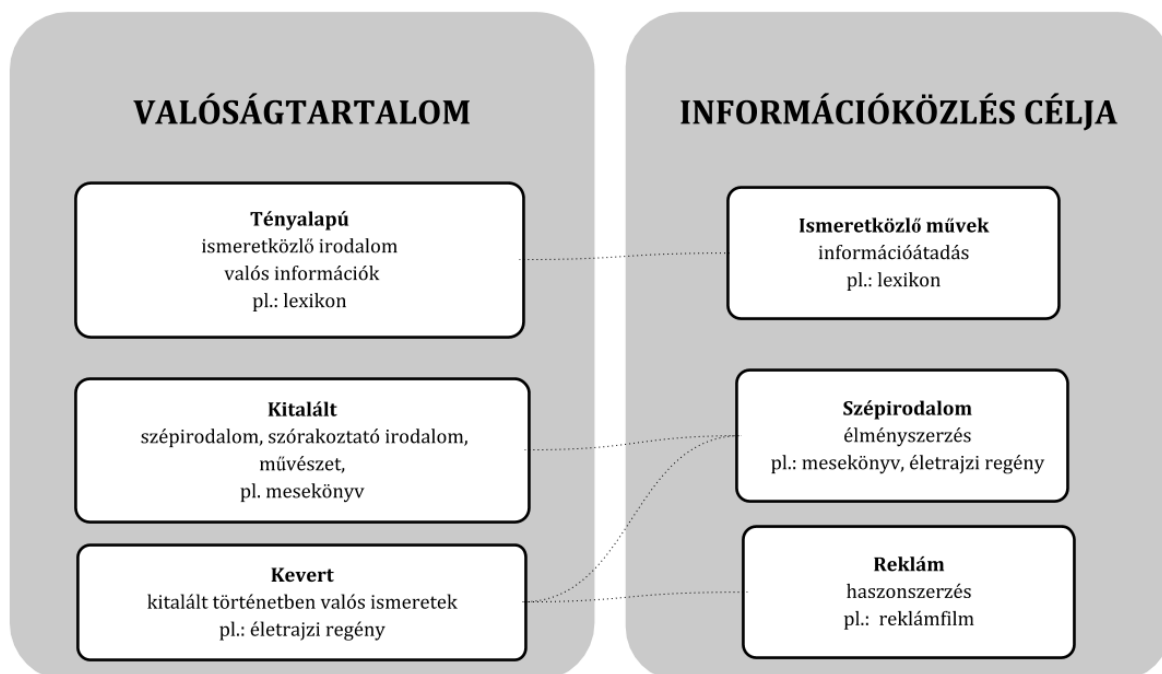 VALÓSÁGTARTALOM
Tényalapú
ismeretközlő irodalom
valós információk
pl.: lexikon
Kitalált
szépirodalom, szórakoztató irodalom,
művészet,
pl. mesekönyv
Kevert
kitalált történetben valós ismeretek
pl.: életrajzi regény
INFORMÁCIÓKÖZLÉS CÉLJA
Ismeretközlő művek
információátadás
pl.: lexikon
Szépirodalom
élményszerzés
pl.: mesekönyv, életrajzi regény
Reklám
haszonszerzés
pl.: reklámfilm